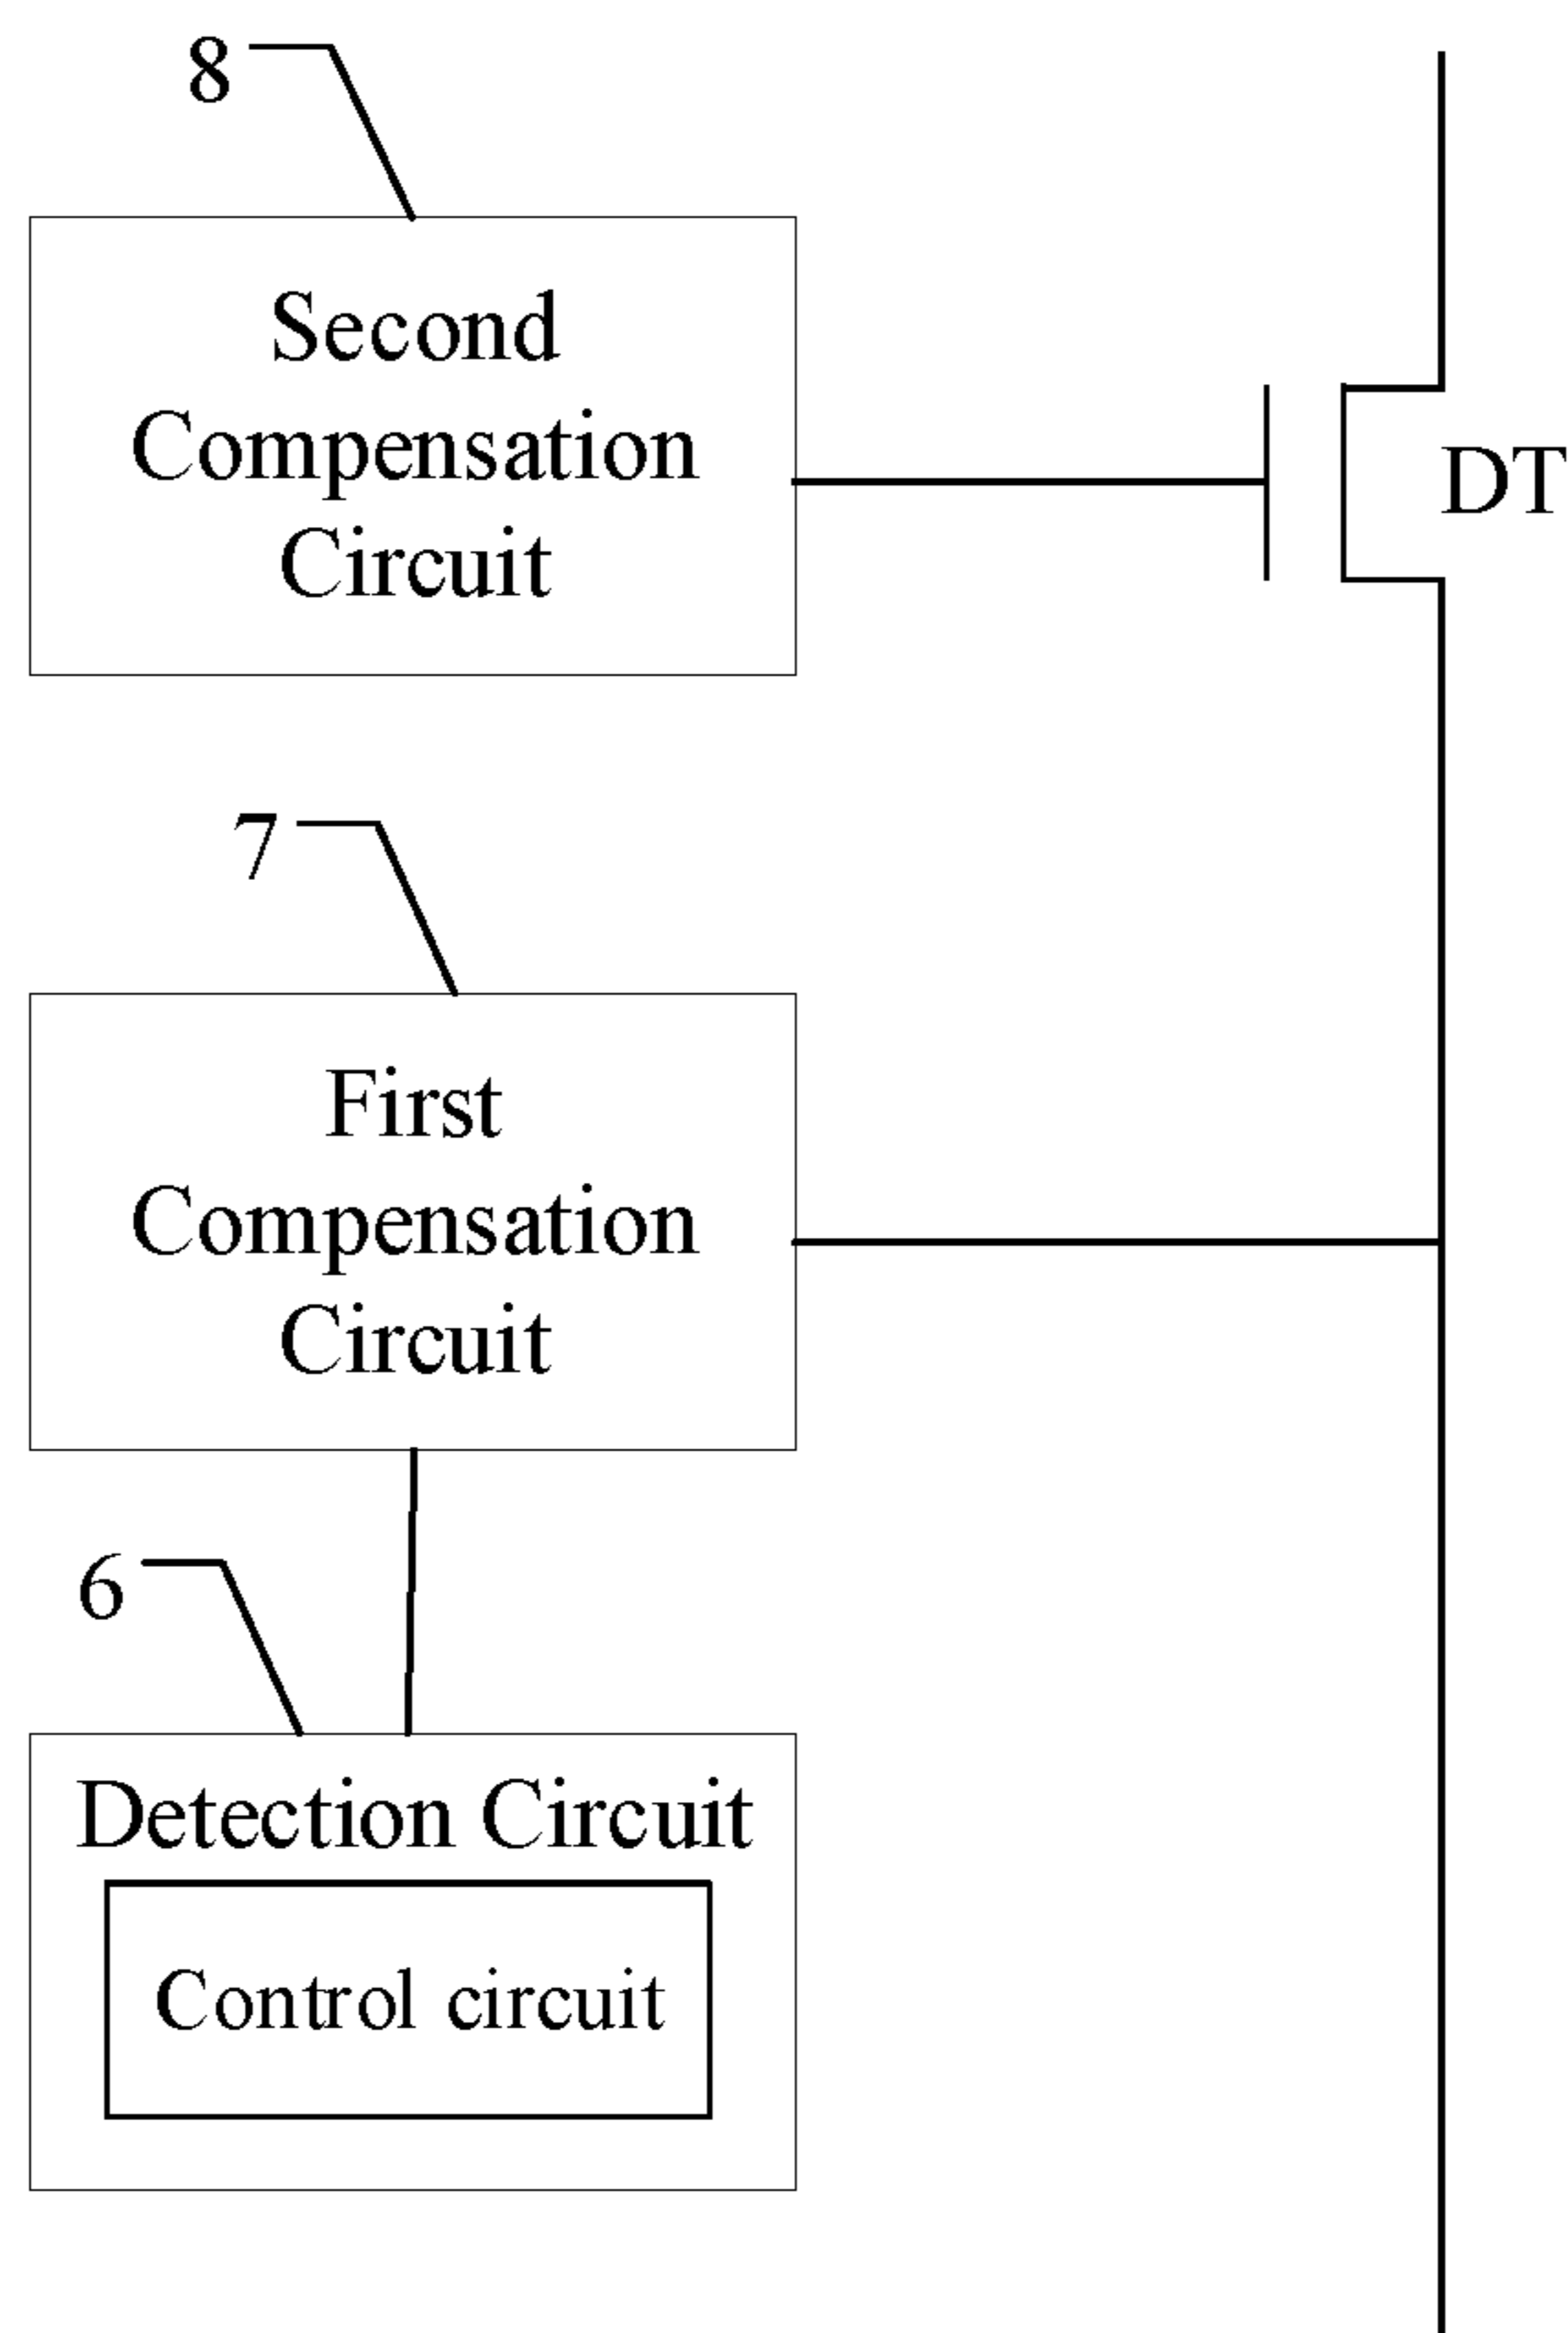 8
Second
Compensation
Circuit
DT
7
First
Compensation
Circuit
6
Detection Circuit
Control circuit